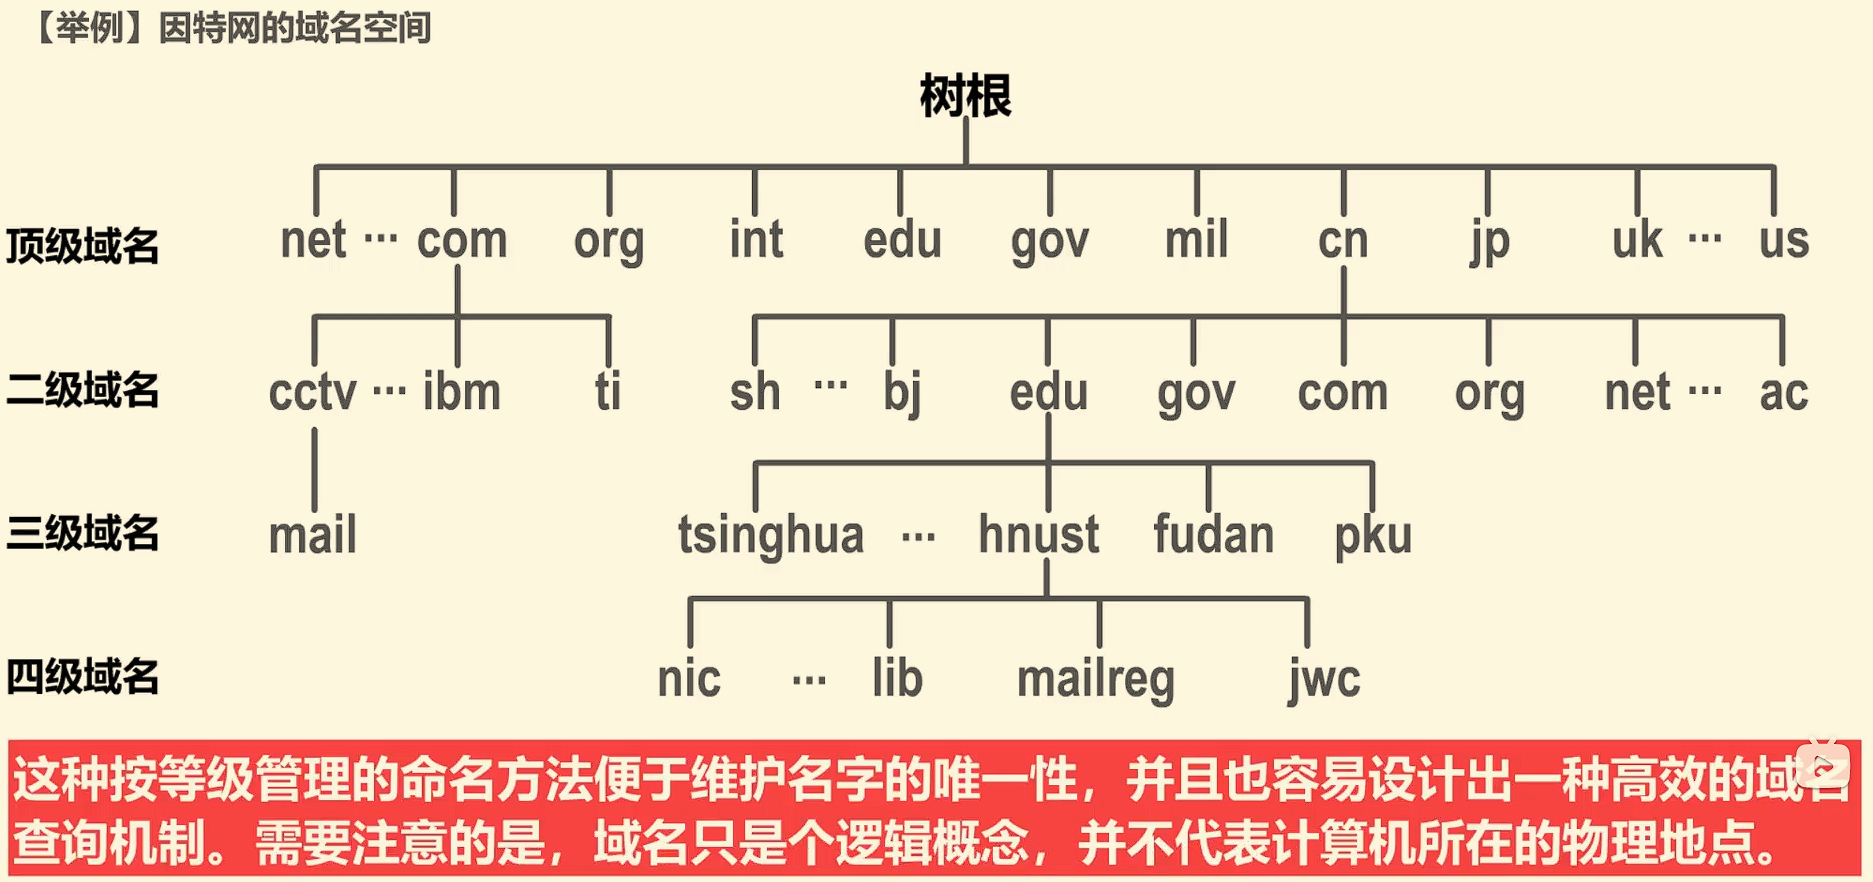 【举例】因特网的域名空间
树根
顶级域名 net … com org int edu gov mil cn jp uk … us
二级域名 cctv … ibm ti sh … bj edu gov com org net … ac
三级域名 mail tsinghua … hnust fudan pku
四级域名 nic … lib mailreg jwc
这种按等级管理的命名方法便于维护名字的唯一性，并且也容易设计出一种高效的域名
查询机制。需要注意的是，域名只是个逻辑概念，并不代表计算机所在的物理地点。